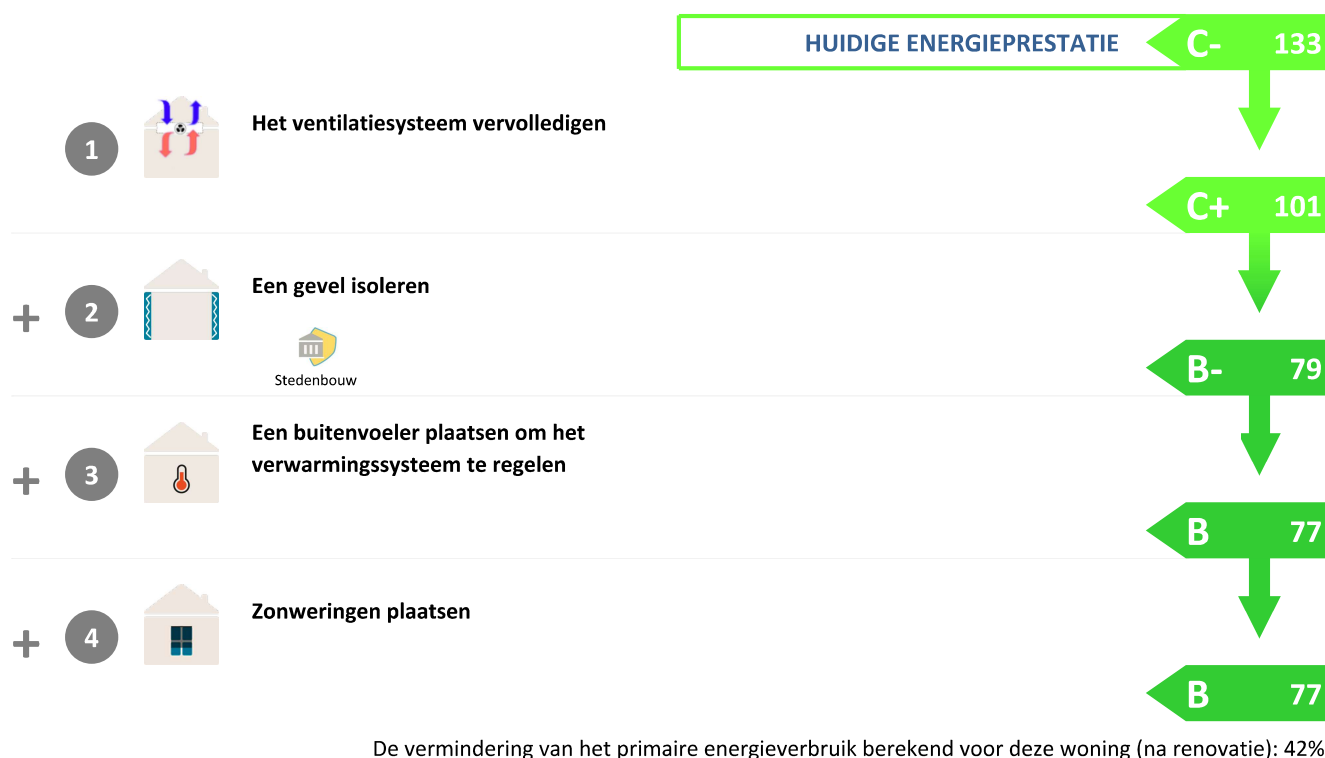 HUIDIGE ENERGIEPRESTATIE C- 133
1 Het ventilatiesysteem vervolledigen
C+ 101
+ 2 Een gevel isoleren
Stedenbouw
B- 79
+ 3 Een buitenvoeler plaatsen om het
verwarmingssysteem te regelen
B 77
+ 4 Zonweringen plaatsen
B 77
De vermindering van het primaire energieverbruik berekend voor deze woning (na renovatie): 42%